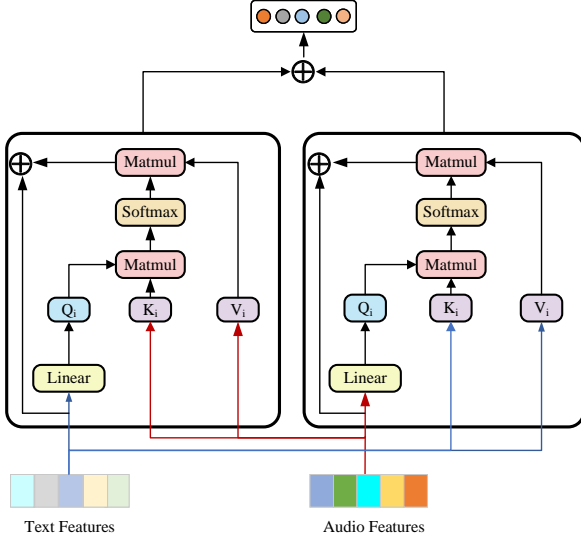 Matmul
Matmul
Softmax
Softmax
Matmul
Matmul
Qᵢ
Kᵢ
Vᵢ
Qᵢ
Kᵢ
Vᵢ
Linear
Linear
Text Features
Audio Features